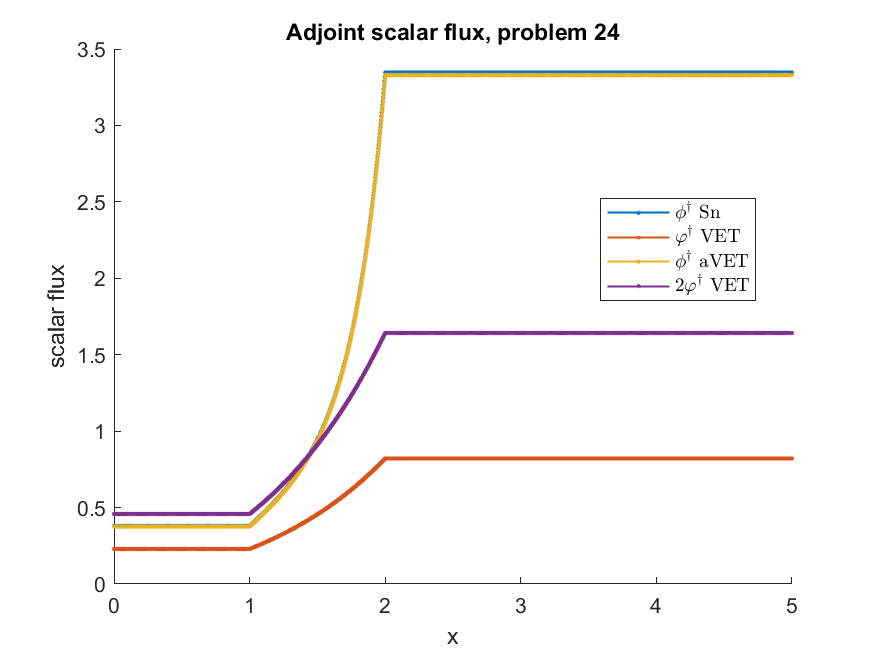 Adjoint scalar flux, problem 24
3.5
3
2.5
2
1.5
1
0.5
0
scalar flux
ϕ† Sn
φ† VET
ϕ† aVET
2φ† VET
0 1 2 3 4 5
x